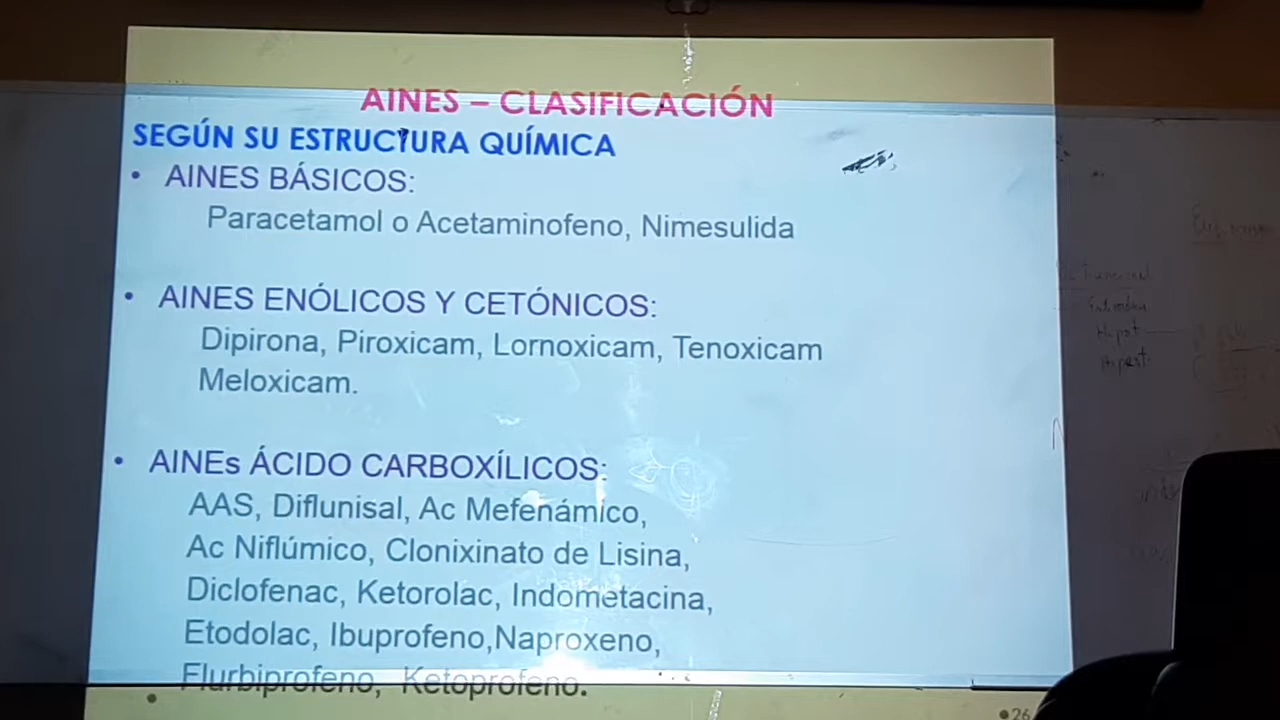 AINES – CLASIFICACIÓN
SEGÚN SU ESTRUCTURA QUÍMICA
• AINES BÁSICOS:
Paracetamol o Acetaminofeno, Nimesulida
• AINES ENÓLICOS Y CETÓNICOS:
Dipirona, Piroxicam, Lornoxicam, Tenoxicam
Meloxicam.
• AINEs ÁCIDO CARBOXÍLICOS:
AAS, Diflunisal, Ac Mefenámico,
Ac Niflúmico, Clonixinato de Lisina,
Diclofenac, Ketorolac, Indometacina,
Etodolac, Ibuprofeno,Naproxeno,
Flurbiprofeno, Ketoprofeno.
26